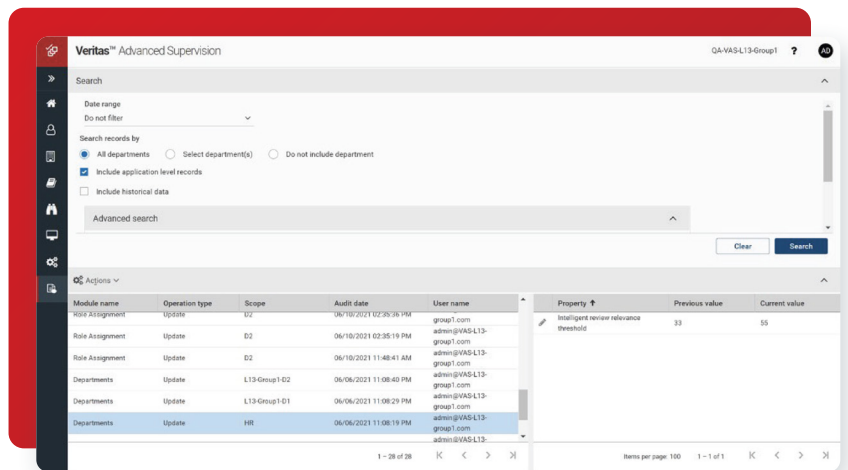 Veritas™ Advanced Supervision
QA-VAS-L13-Group1 ? AD
Search
Date range
Do not filter
Search records by
All departments Select department(s) Do not include department
Include application level records
Include historical data
Advanced search
Clear Search
Actions
Module name Operation type Scope Audit date User name
Role Assignment Update D2 06/10/2021 02:35:36 PM
group1.com
Role Assignment Update D2 06/10/2021 02:35:19 PM admin@VAS-L13-
group1.com
Role Assignment Update D2 06/10/2021 11:48:41 AM admin@VAS-L13-
group1.com
Departments Update L13-Group1-D2 06/06/2021 11:08:40 PM admin@VAS-L13-
group1.com
Departments Update L13-Group1-D1 06/06/2021 11:08:29 PM admin@VAS-L13-
group1.com
Departments Update HR 06/06/2021 11:08:19 PM admin@VAS-L13-
group1.com
admin@VAS-L13-
1 – 28 of 28
Property Previous value Current value
Intelligent review relevance
threshold 33 55
Items per page: 100 1 – 1 of 1